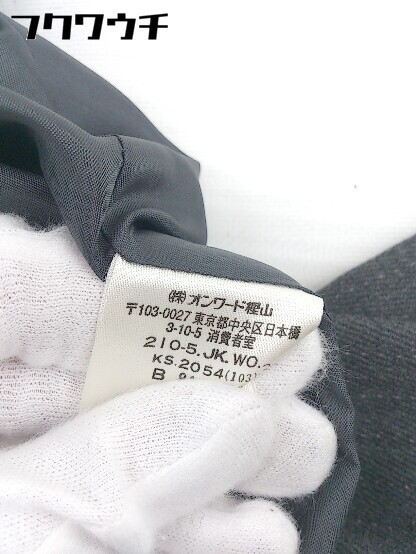 フクワウチ
㈱オンワード樫山
〒103-0027 東京都中央区日本橋
3-10-5 消費者室
210-5.JK.WO.
KS.2054(103)
B